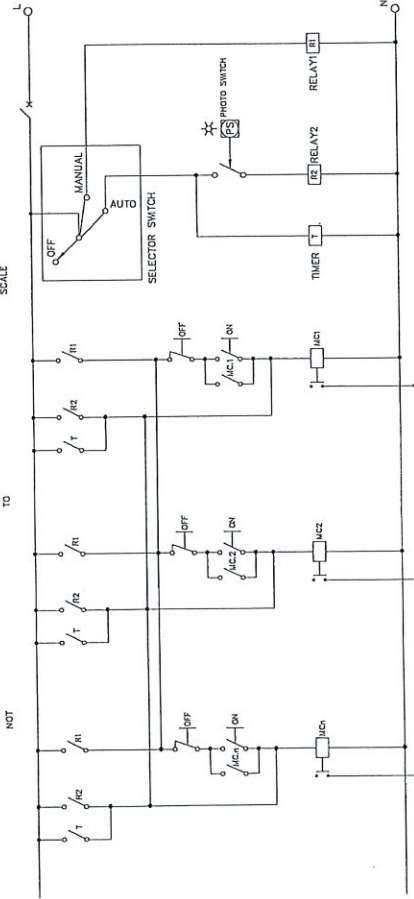 L
N
MANUAL
OFF
AUTO
SELECTOR SWITCH
PS
PHOTO SWITCH
R1
RELAY1
R2
RELAY2
T
TIMER
NOT TO SCALE
R1
R2
T
OFF
ON
MC.1
MC1
R1
R2
T
OFF
ON
MC.2
MC2
R1
R2
T
OFF
ON
MC.n
MCn